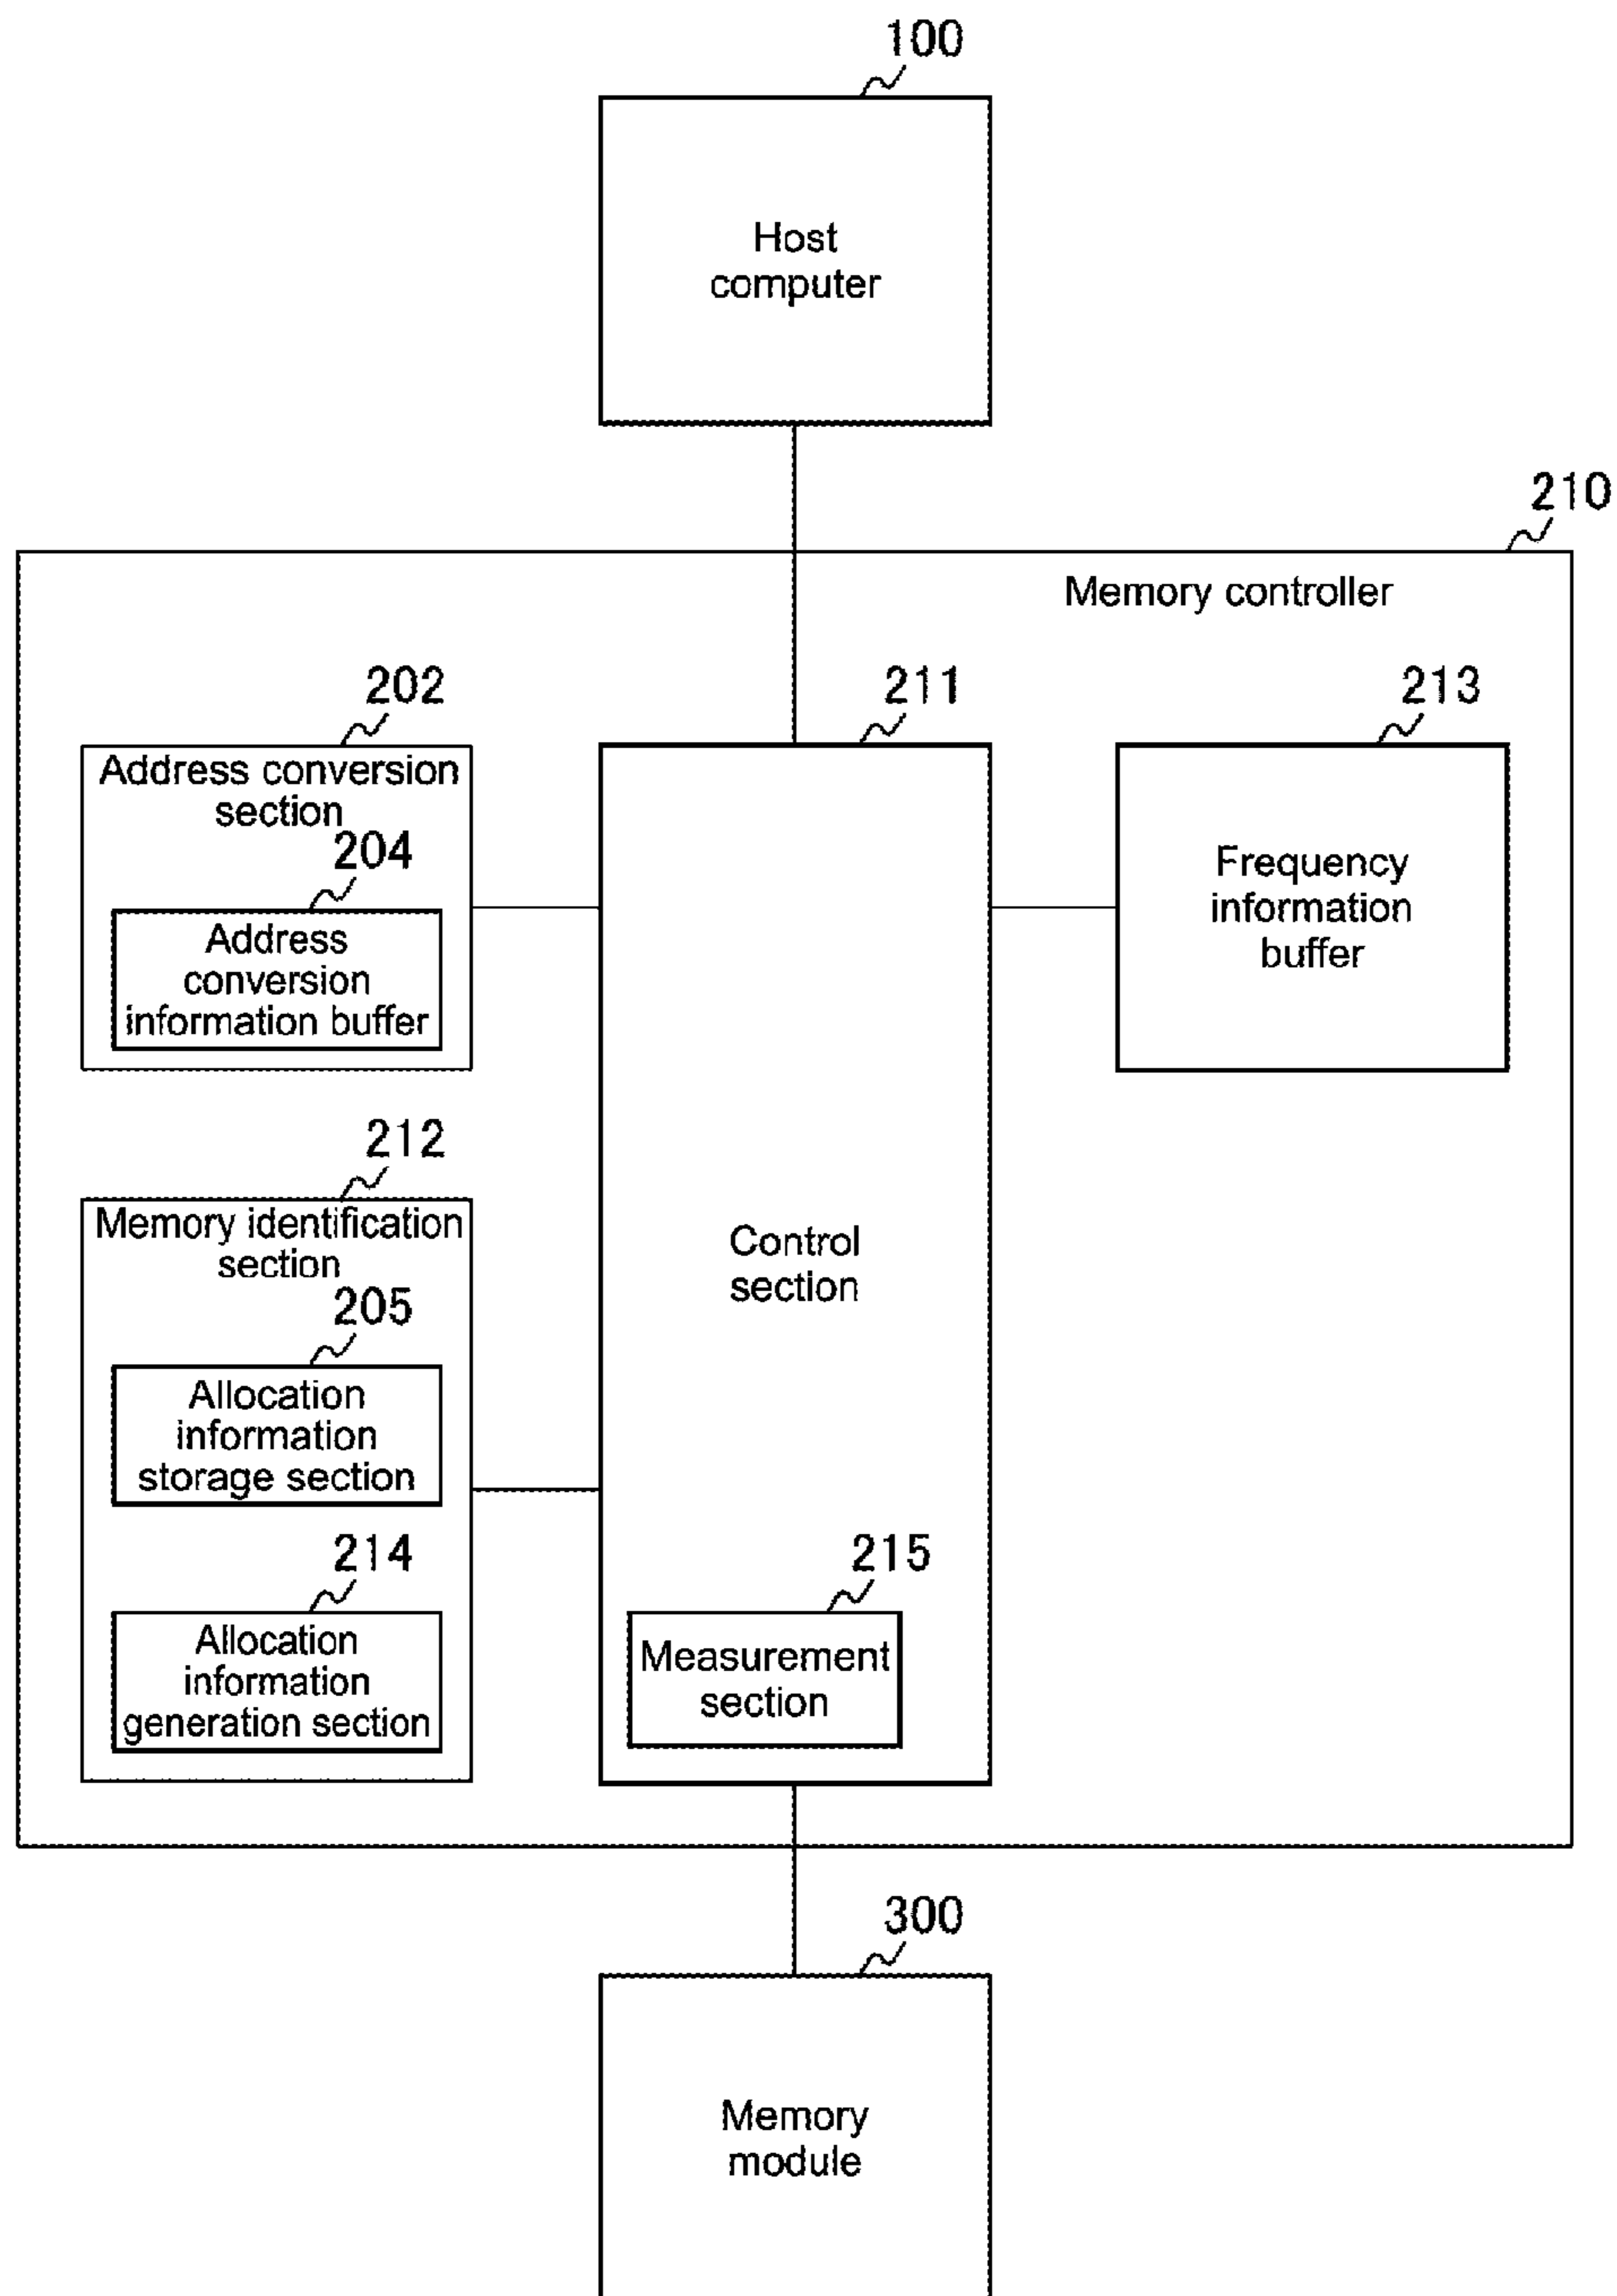 100
Host
computer
210
Memory controller
202
211
213
Address conversion
section
204
Address
conversion
information buffer
Frequency
information
buffer
212
Memory identification
section
205
Allocation
information
storage section
214
Allocation
information
generation section
Control
section
215
Measurement
section
300
Memory
module